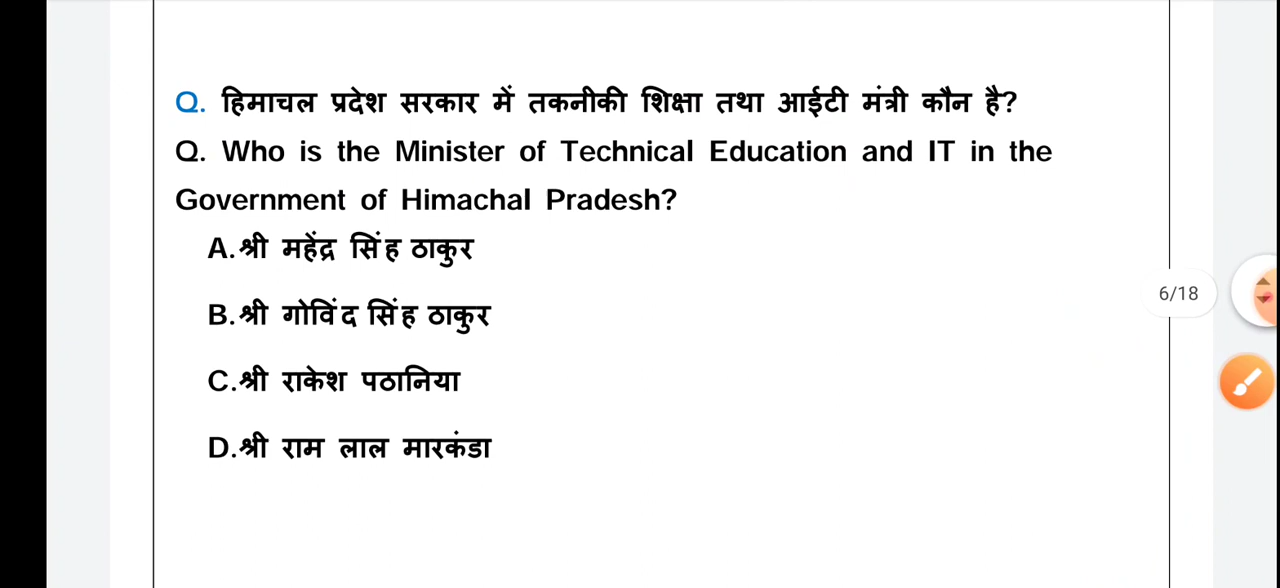 Q. हिमाचल प्रदेश सरकार में तकनीकी शिक्षा तथा आईटी मंत्री कौन है?
Q. Who is the Minister of Technical Education and IT in the
Government of Himachal Pradesh?
A.श्री महेंद्र सिंह ठाकुर
B.श्री गोविंद सिंह ठाकुर
6/18
C.श्री राकेश पठानिया
D.श्री राम लाल मारकंडा